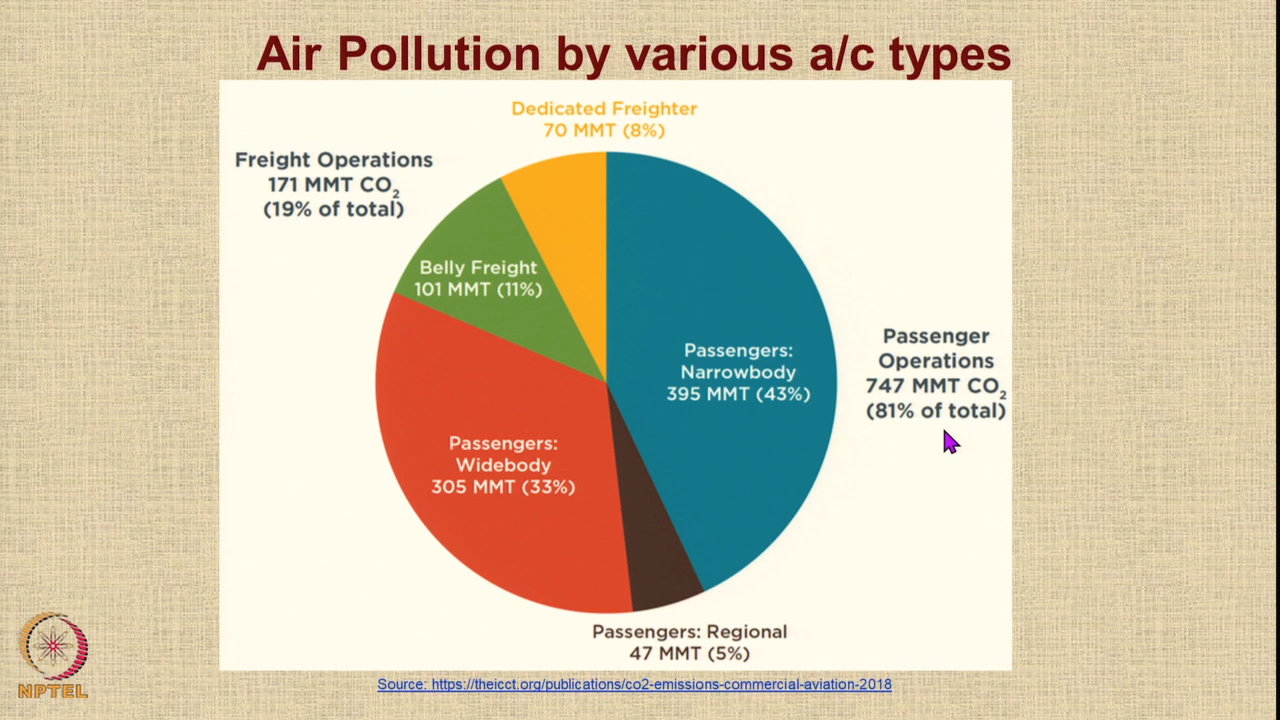 Air Pollution by various a/c types
Dedicated Freighter
70 MMT (8%)
Freight Operations
171 MMT CO₂
(19% of total)
Belly Freight
101 MMT (11%)
Passengers:
Narrowbody
395 MMT (43%)
Passenger
Operations
747 MMT CO₂
(81% of total)
Passengers:
Widebody
305 MMT (33%)
Passengers: Regional
47 MMT (5%)
Source: https://theicct.org/publications/co2-emissions-commercial-aviation-2018
NPTEL